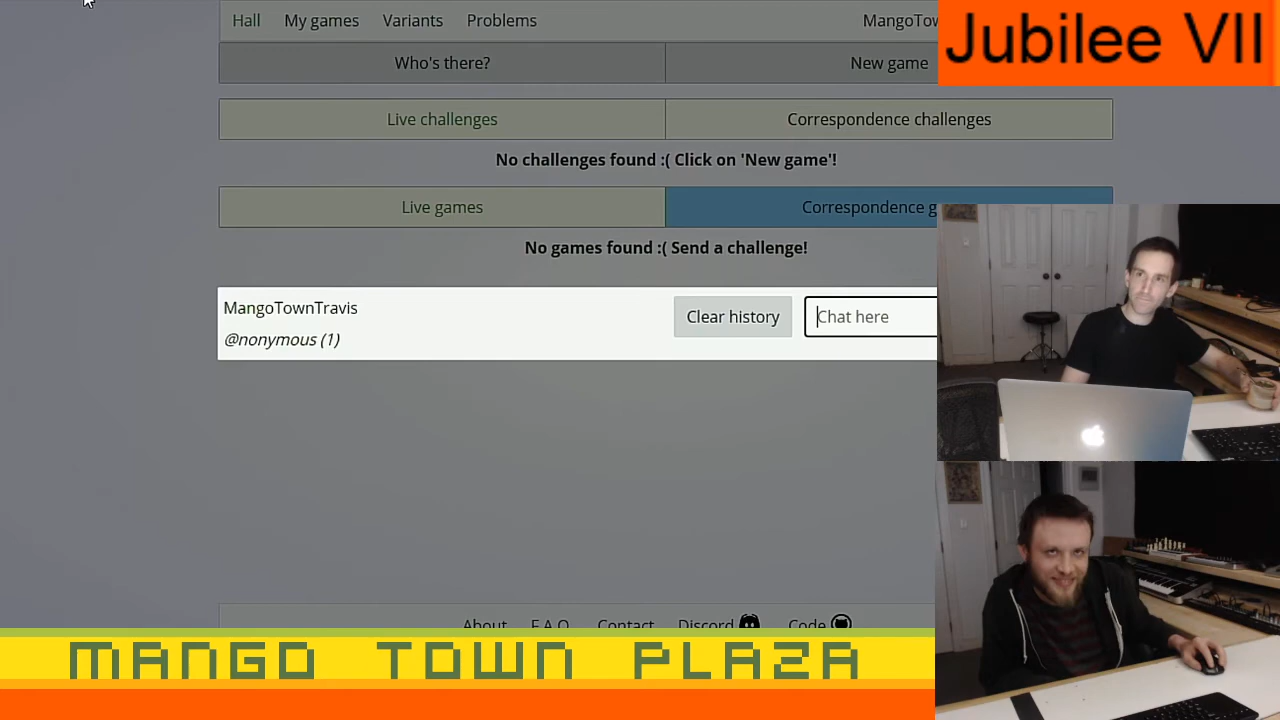 Hall My games Variants Problems MangoTow
Jubilee VII
Who's there? New game
Live challenges Correspondence challenges
No challenges found :( Click on 'New game'!
Live games Correspondence g
No games found :( Send a challenge!
MangoTownTravis
@nonymous (1)
Clear history Chat here
About F.A.Q. Contact Discord Code
MANGO TOWN PLAZA